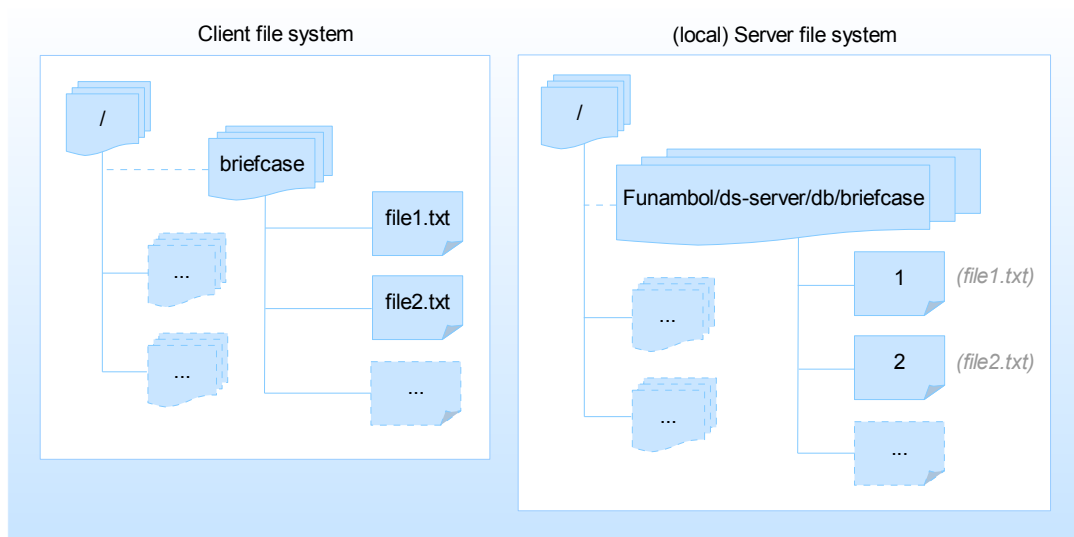 Client file system
/
briefcase
file1.txt
...
file2.txt
...
...
(local) Server file system
/
Funambol/ds-server/db/briefcase
1 (file1.txt)
...
2 (file2.txt)
...
...